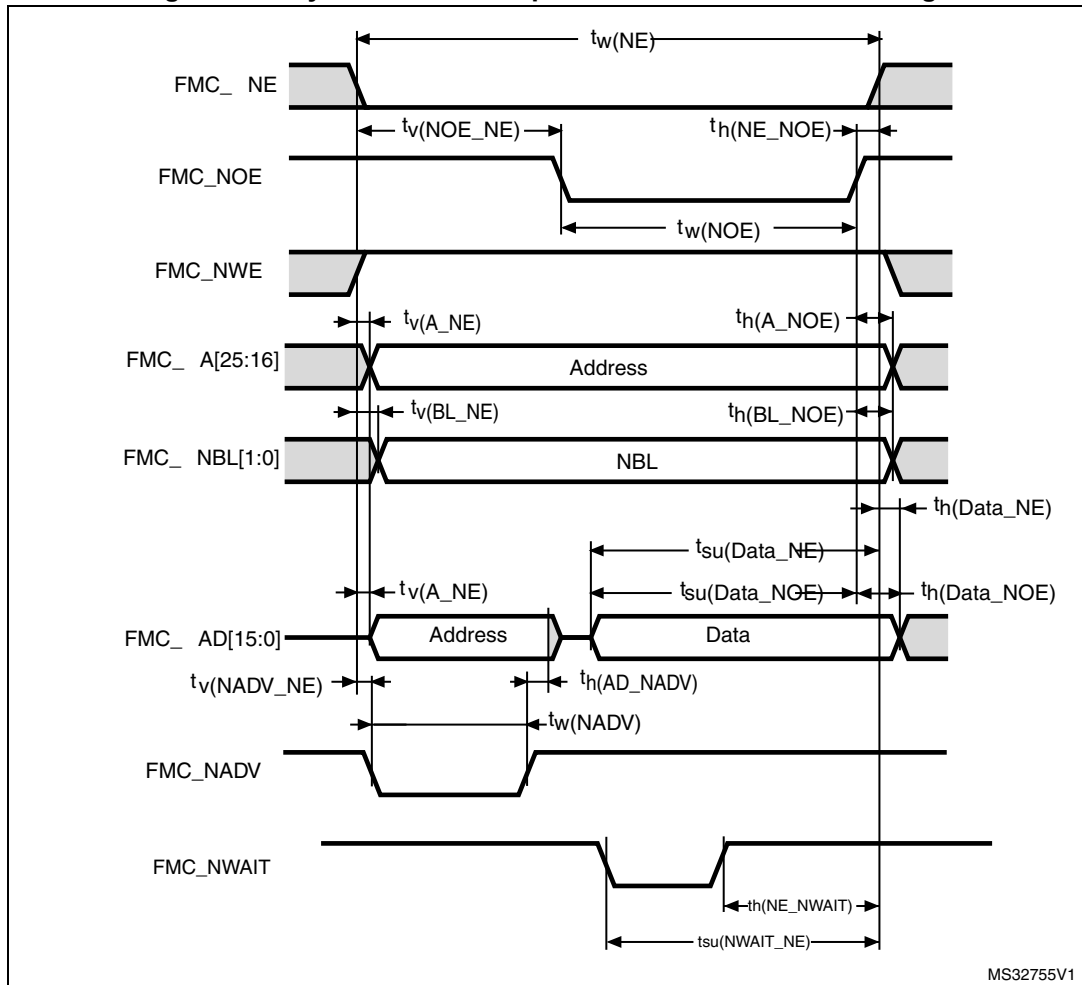 tw(NE)
FMC_ NE
tv(NOE_NE)
th(NE_NOE)
FMC_NOE
tw(NOE)
FMC_NWE
tv(A_NE)
th(A_NOE)
FMC_ A[25:16]
Address
tv(BL_NE)
th(BL_NOE)
FMC_ NBL[1:0]
NBL
th(Data_NE)
tsu(Data_NE)
tv(A_NE)
tsu(Data_NOE)
th(Data_NOE)
FMC_ AD[15:0]
Address
Data
tv(NADV_NE)
th(AD_NADV)
tw(NADV)
FMC_NADV
FMC_NWAIT
th(NE_NWAIT)
tsu(NWAIT_NE)
MS32755V1